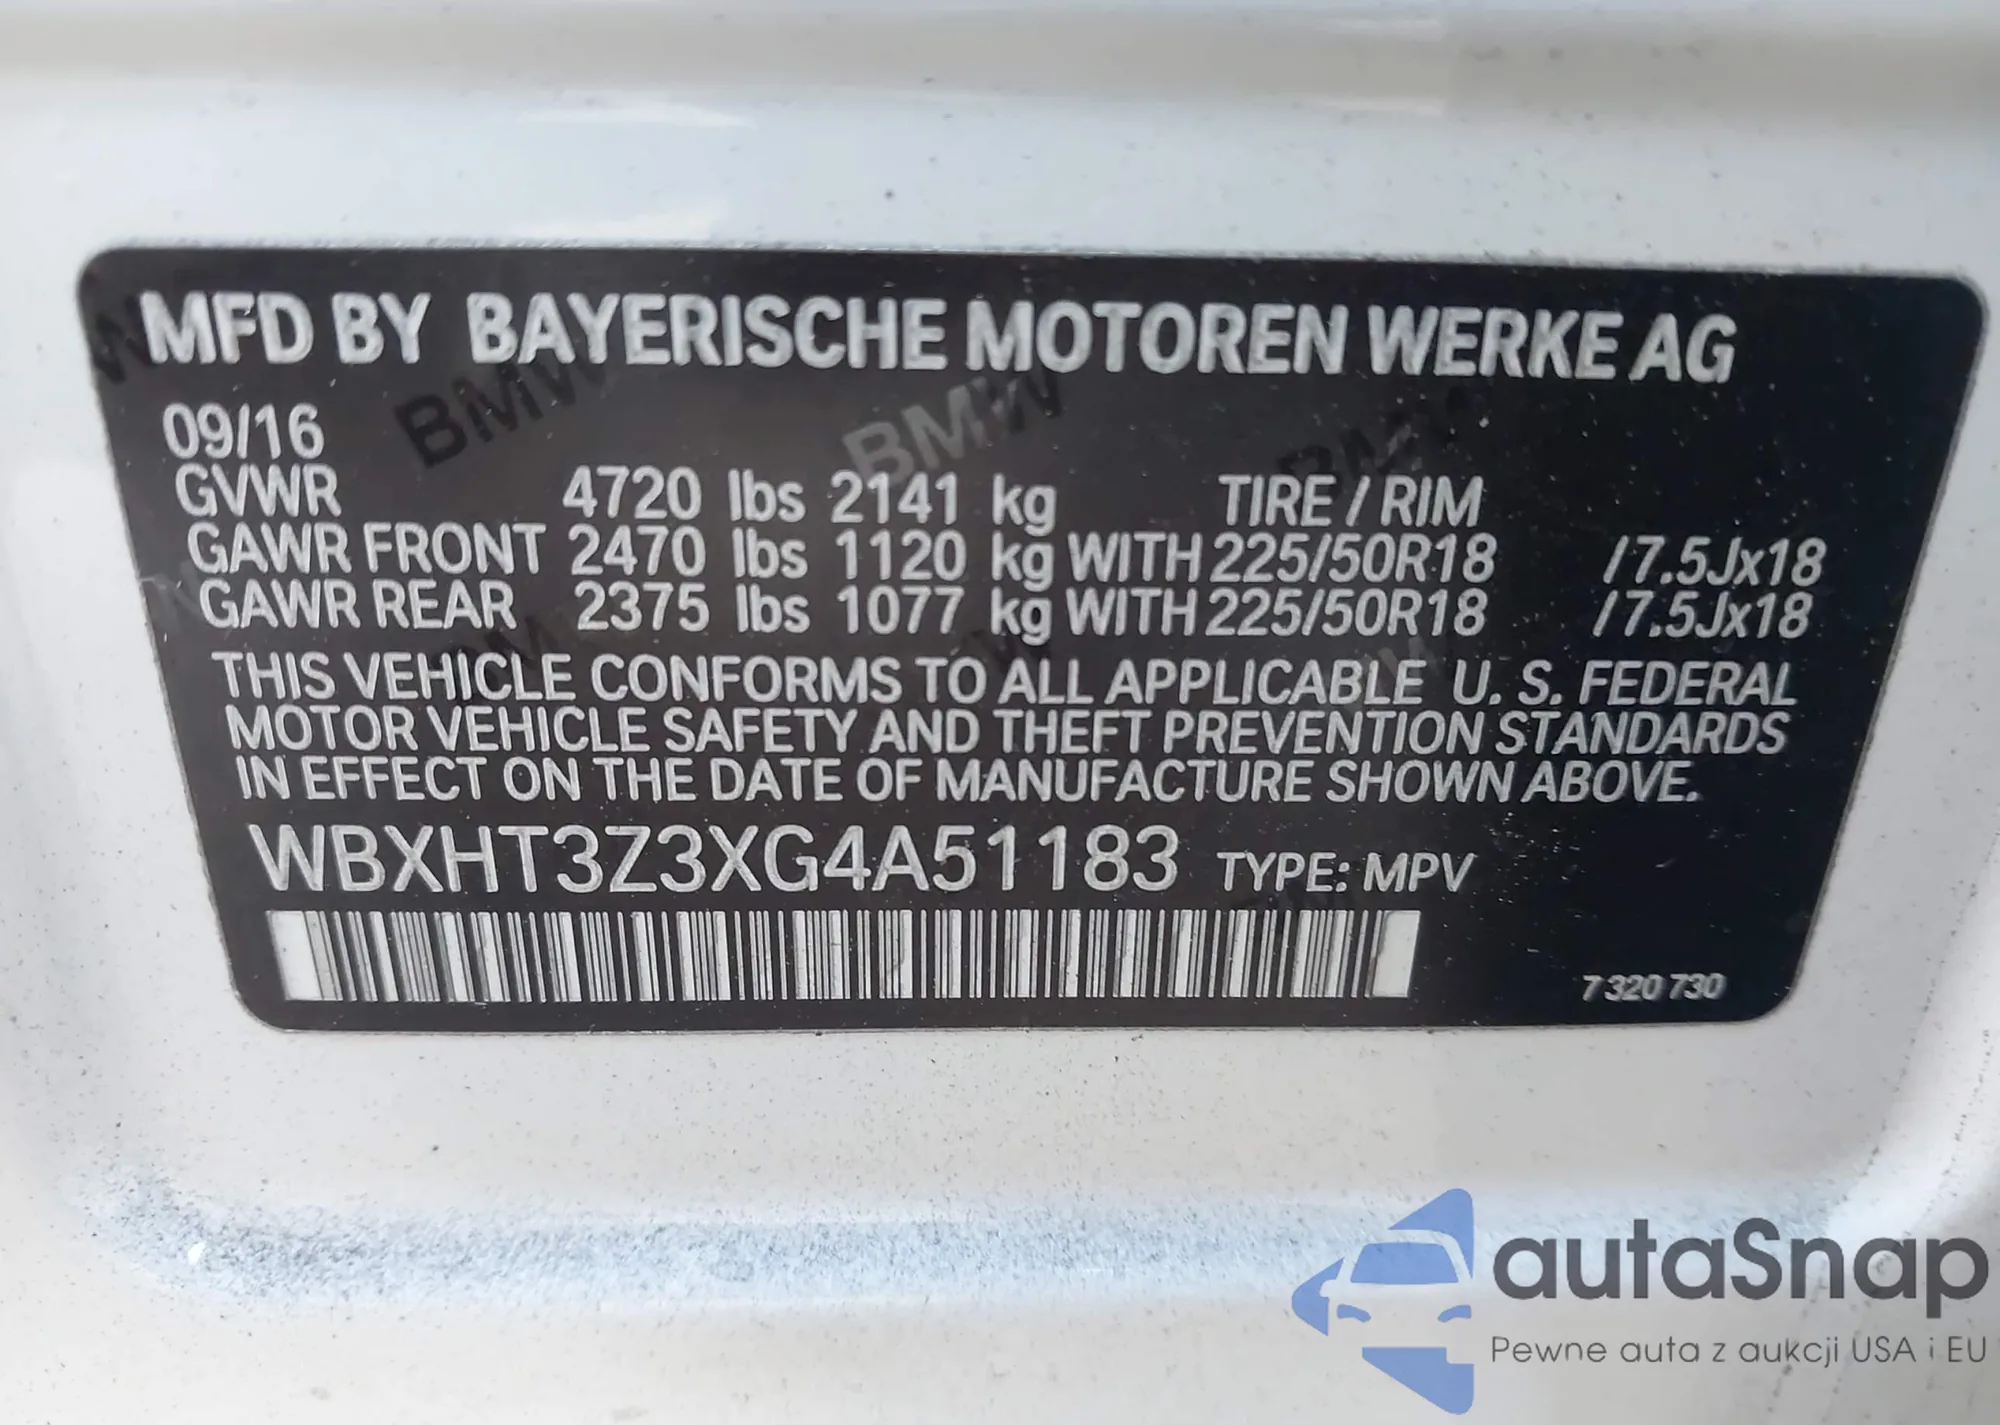 MFD BY BAYERISCHE MOTOREN WERKE AG
09/16
GVWR 4720 lbs 2141 kg TIRE / RIM
GAWR FRONT 2470 lbs 1120 kg WITH 225/50R18 /7.5Jx18
GAWR REAR 2375 lbs 1077 kg WITH 225/50R18 /7.5Jx18
THIS VEHICLE CONFORMS TO ALL APPLICABLE U. S. FEDERAL
MOTOR VEHICLE SAFETY AND THEFT PREVENTION STANDARDS
IN EFFECT ON THE DATE OF MANUFACTURE SHOWN ABOVE.
WBXHT3Z3XG4A51183 TYPE: MPV
7 320 730
BMW BMW BMW
autaSnap
Pewne auta z aukcji USA i EU